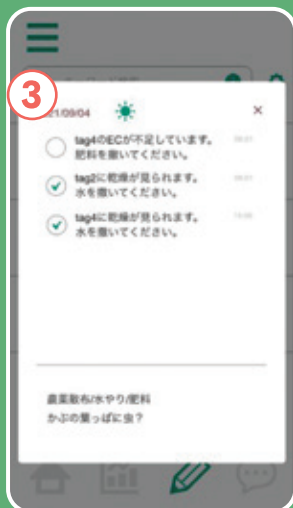 3
21/09/04 ×
tag4のECが不足しています。
肥料を撒いてください。
tag2に乾燥が見られます。
水を撒いてください。
tag4に乾燥が見られます。
水を撒いてください。
農薬散布/水やり/肥料
かぶの葉っぱに虫？